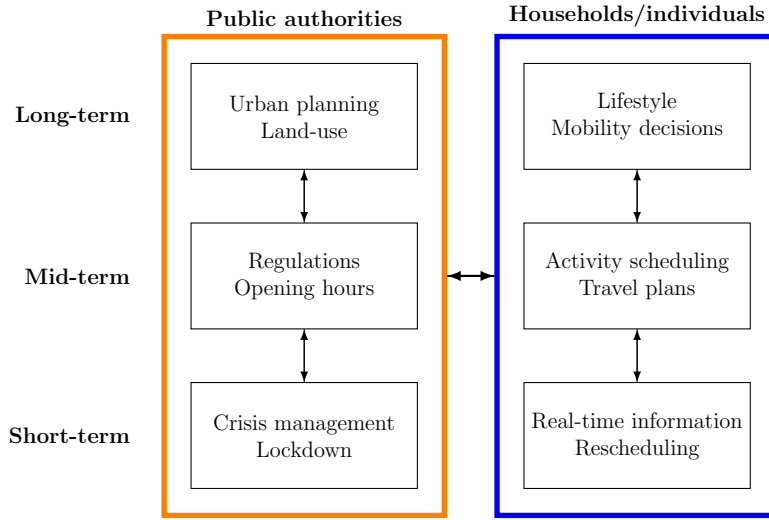 Public authorities
Households/individuals
Long-term
Urban planning
Land-use
Lifestyle
Mobility decisions
Mid-term
Regulations
Opening hours
Activity scheduling
Travel plans
Short-term
Crisis management
Lockdown
Real-time information
Rescheduling